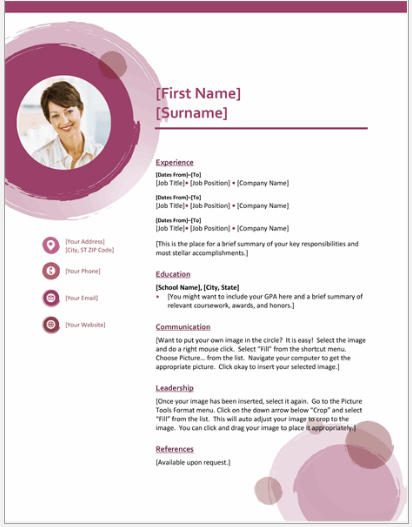 [First Name]
[Surname]
[Your Address]
[City, ST ZIP Code]
[Your Phone]
[Your Email]
[Your Website]
Experience
[Dates From]–[To]
[Job Title]• [Job Position] • [Company Name]
[Dates From]–[To]
[Job Title]• [Job Position] • [Company Name]
[Dates From]–[To]
[Job Title]• [Job Position] • [Company Name]
[This is the place for a brief summary of your key responsibilities and
most stellar accomplishments.]
Education
[School Name], [City, State]
• [You might want to include your GPA here and a brief summary of
relevant coursework, awards, and honors.]
Communication
[Want to put your own image in the circle? It is easy! Select the image
and do a right mouse click. Select “Fill” from the shortcut menu.
Choose Picture… from the list. Navigate your computer to get the
appropriate picture. Click okay to insert your selected image.]
Leadership
[Once your image has been inserted, select it again. Go to the Picture
Tools Format menu. Click on the down arrow below “Crop” and select
“Fill” from the list. This will auto adjust your image to crop to the
image. You can click and drag your image to place it appropriately.]
References
[Available upon request.]